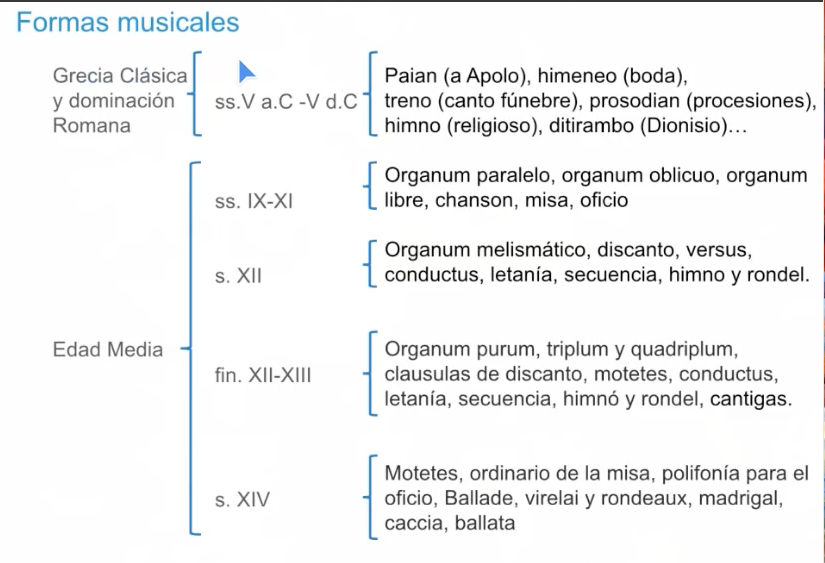 Formas musicales
Grecia Clásica
y dominación
Romana
ss.V a.C -V d.C
Paian (a Apolo), himeneo (boda),
treno (canto fúnebre), prosodian (procesiones),
himno (religioso), ditirambo (Dionisio)…
Edad Media
ss. IX-XI
Organum paralelo, organum oblicuo, organum
libre, chanson, misa, oficio
s. XII
Organum melismático, discanto, versus,
conductus, letanía, secuencia, himno y rondel.
fin. XII-XIII
Organum purum, triplum y quadriplum,
clausulas de discanto, motetes, conductus,
letanía, secuencia, himnó y rondel, cantigas.
s. XIV
Motetes, ordinario de la misa, polifonía para el
oficio, Ballade, virelai y rondeaux, madrigal,
caccia, ballata